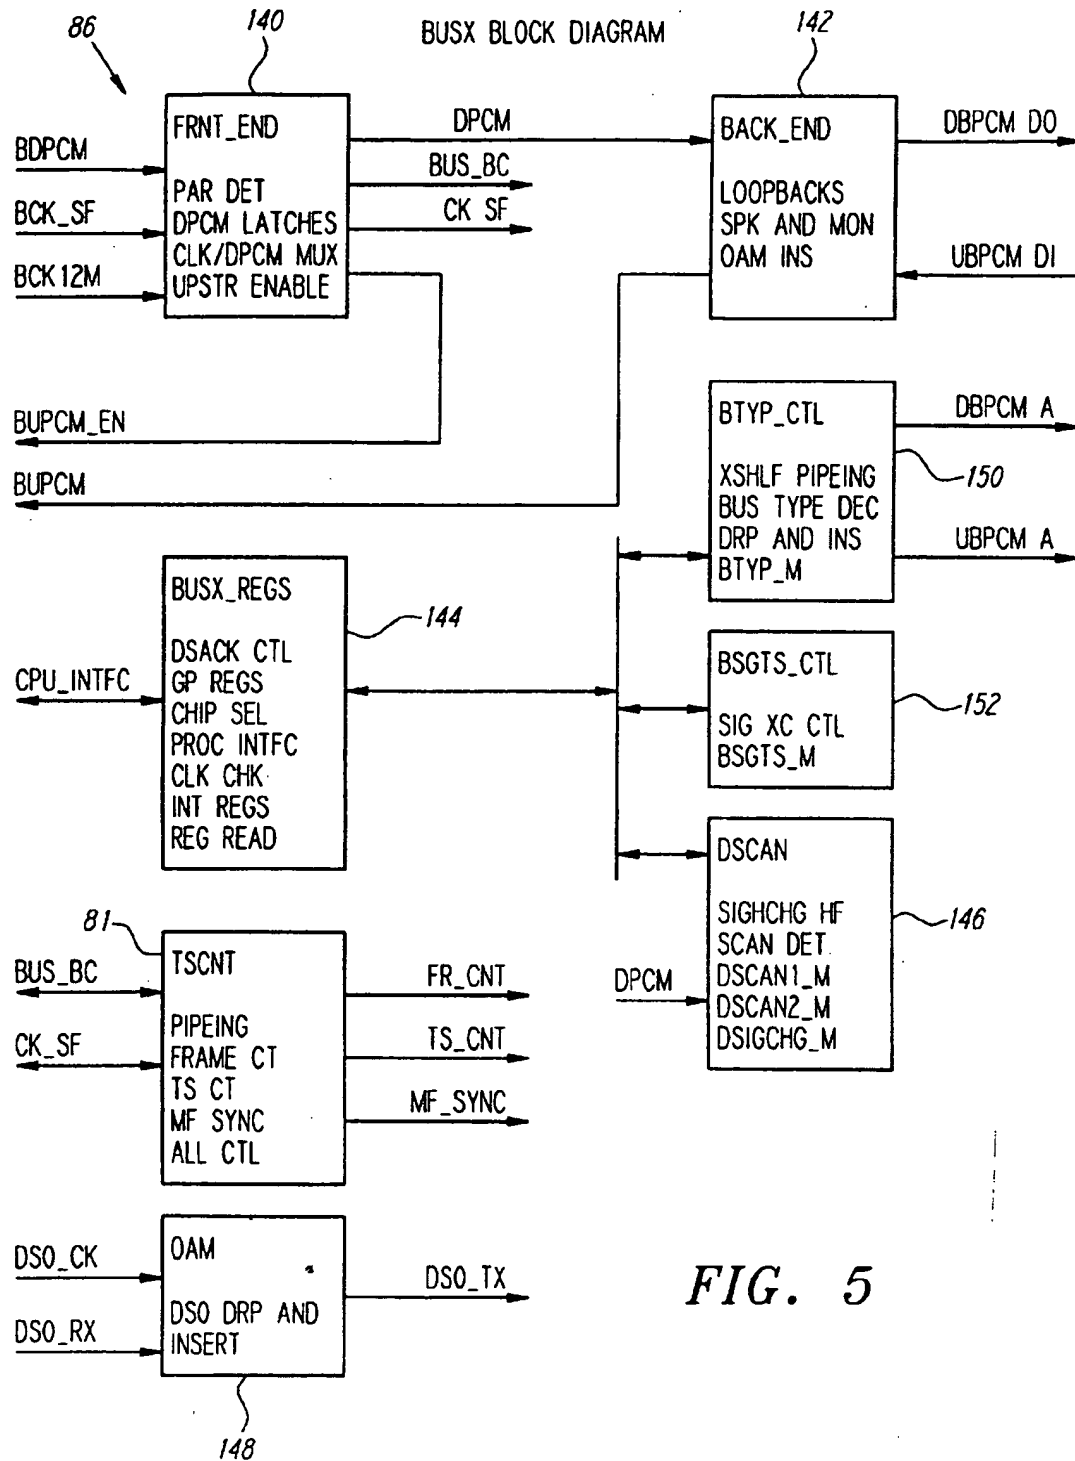 BUSX BLOCK DIAGRAM
86
140
142
FRNT_END
PAR DET
DPCM LATCHES
CLK/DPCM MUX
UPSTR ENABLE
BDPCM
BCK_SF
BCK12M
DPCM
BUS_BC
CK SF
BACK_END
LOOPBACKS
SPK AND MON
OAM INS
DBPCM DO
UBPCM DI
BUPCM_EN
BUPCM
BTYP_CTL
XSHLF PIPEING
BUS TYPE DEC
DRP AND INS
BTYP_M
DBPCM A
150
UBPCM A
BUSX_REGS
DSACK CTL
GP REGS
CHIP SEL
PROC INTFC
CLK CHK
INT REGS
REG READ
144
CPU_INTFC
BSGTS_CTL
SIG XC CTL
BSGTS_M
152
DSCAN
SIGHCHG HF
SCAN DET
DSCAN1_M
DSCAN2_M
DSIGCHG_M
146
DPCM
81
TSCNT
PIPEING
FRAME CT
TS CT
MF SYNC
ALL CTL
BUS_BC
CK_SF
FR_CNT
TS_CNT
MF_SYNC
OAM
DS0 DRP AND
INSERT
DS0_CK
DS0_RX
DS0_TX
148
FIG. 5